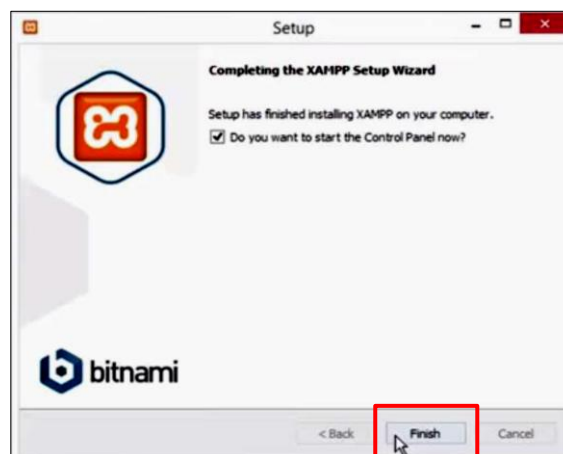 Setup
Completing the XAMPP Setup Wizard
Setup has finished installing XAMPP on your computer.
Do you want to start the Control Panel now?
bitnami
< Back Finish Cancel